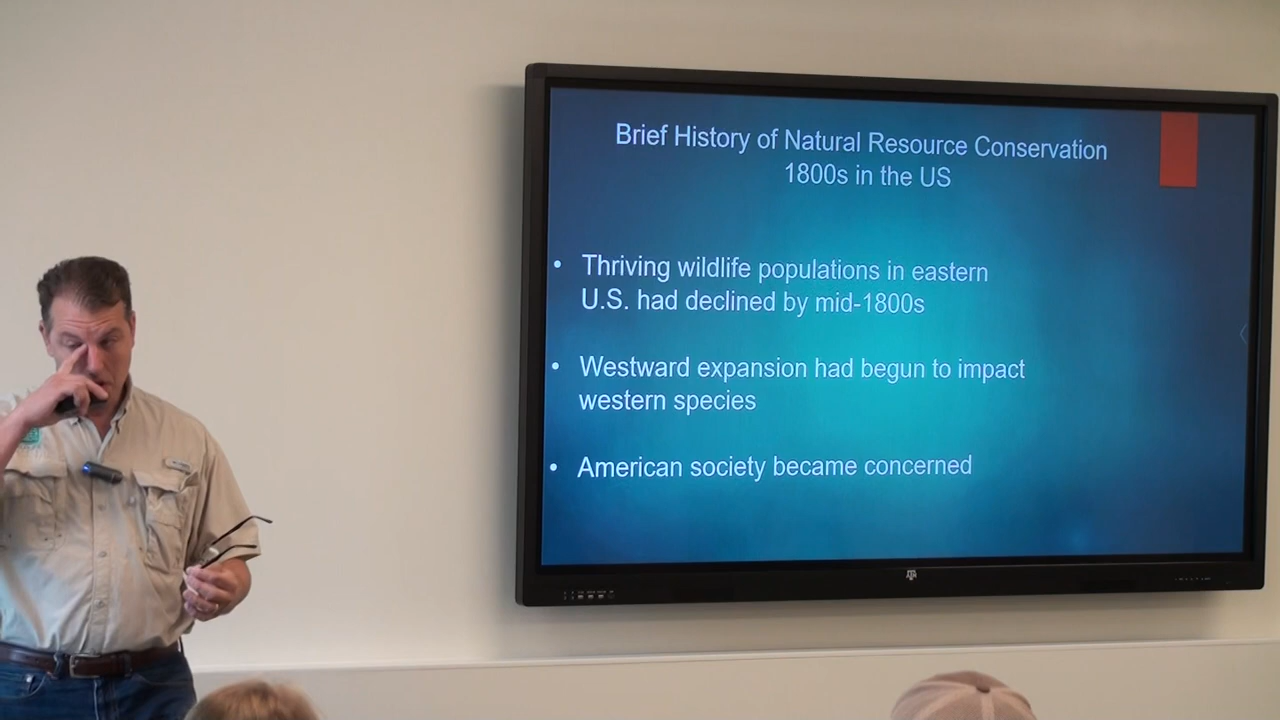 Brief History of Natural Resource Conservation
1800s in the US
• Thriving wildlife populations in eastern
U.S. had declined by mid-1800s
• Westward expansion had begun to impact
western species
• American society became concerned